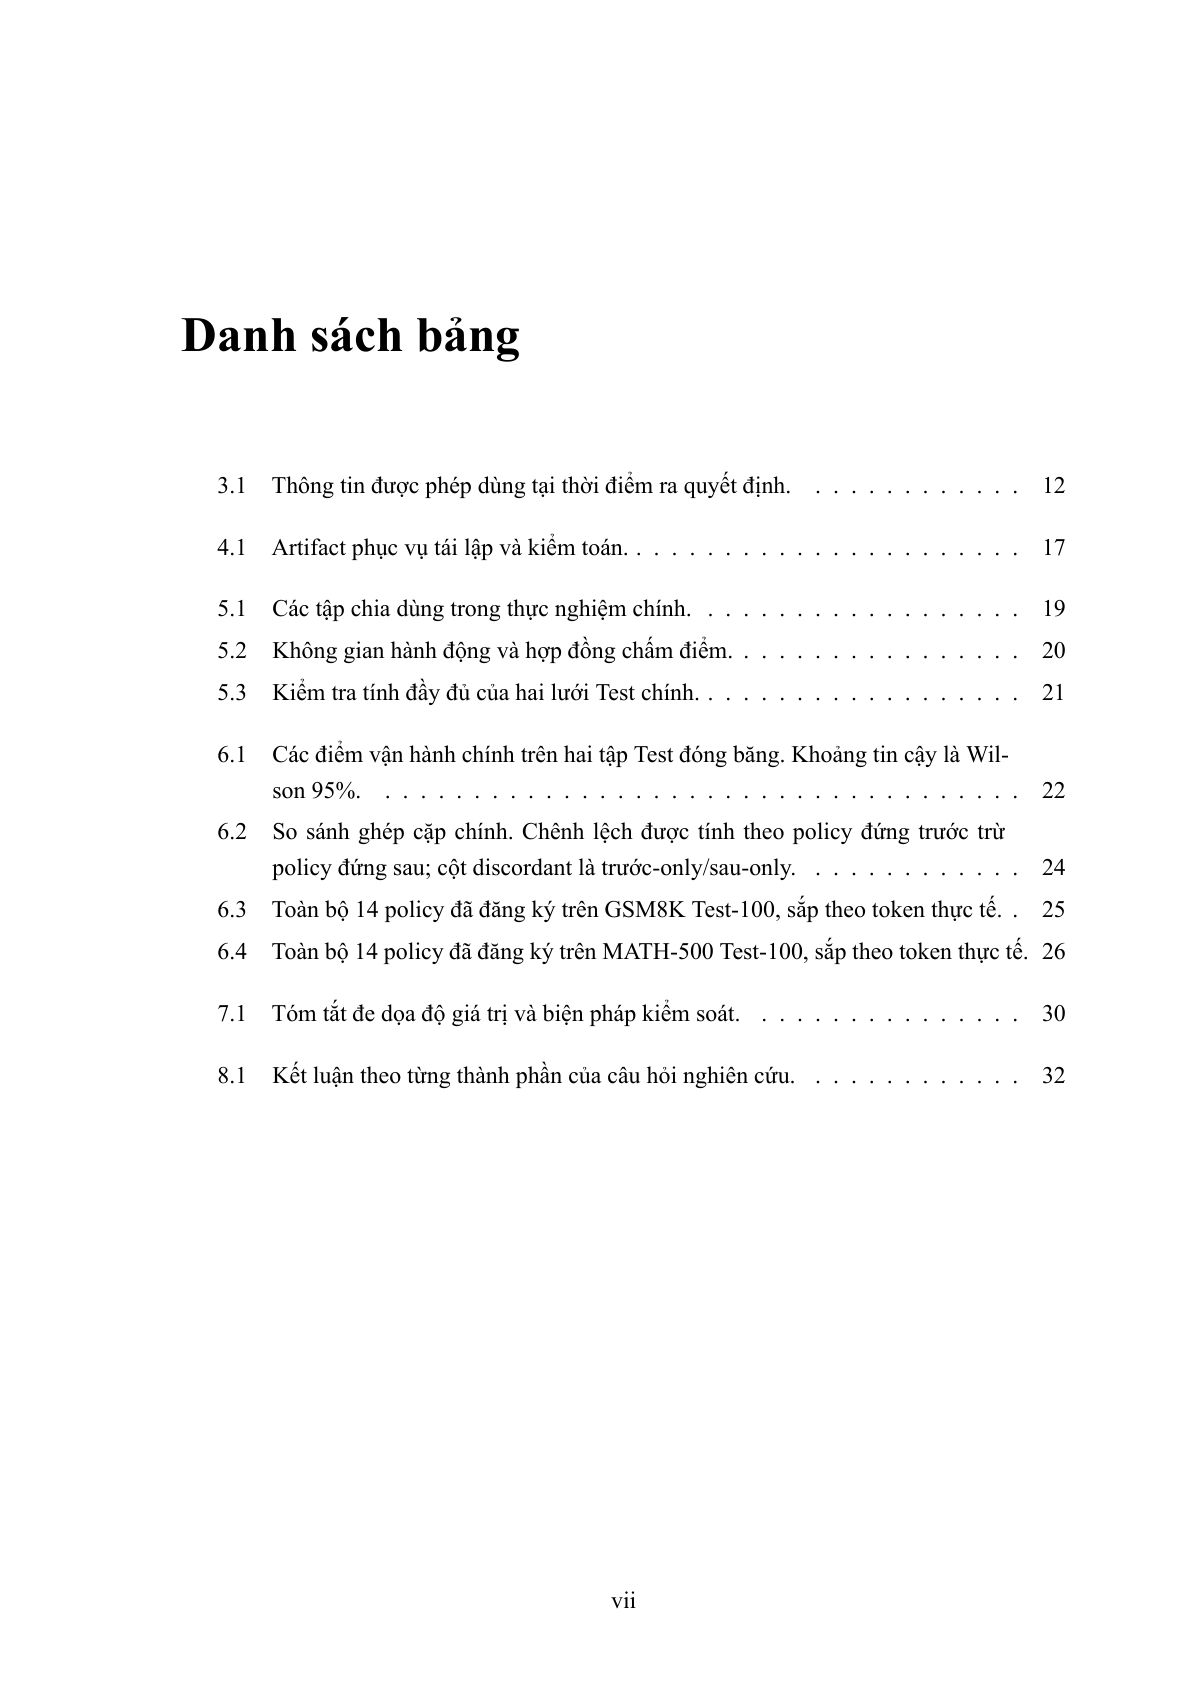 Danh sách bảng
3.1 Thông tin được phép dùng tại thời điểm ra quyết định. . . . . . . . . . . . . 12
4.1 Artifact phục vụ tái lập và kiểm toán. . . . . . . . . . . . . . . . . . . . . . . 17
5.1 Các tập chia dùng trong thực nghiệm chính. . . . . . . . . . . . . . . . . . . 19
5.2 Không gian hành động và hợp đồng chấm điểm. . . . . . . . . . . . . . . . . 20
5.3 Kiểm tra tính đầy đủ của hai lưới Test chính. . . . . . . . . . . . . . . . . . . 21
6.1 Các điểm vận hành chính trên hai tập Test đóng băng. Khoảng tin cậy là Wil-
son 95%. . . . . . . . . . . . . . . . . . . . . . . . . . . . . . . . . . . . . 22
6.2 So sánh ghép cặp chính. Chênh lệch được tính theo policy đứng trước trừ
policy đứng sau; cột discordant là trước-only/sau-only. . . . . . . . . . . . . 24
6.3 Toàn bộ 14 policy đã đăng ký trên GSM8K Test-100, sắp theo token thực tế. . 25
6.4 Toàn bộ 14 policy đã đăng ký trên MATH-500 Test-100, sắp theo token thực tế. 26
7.1 Tóm tắt đe dọa độ giá trị và biện pháp kiểm soát. . . . . . . . . . . . . . . . 30
8.1 Kết luận theo từng thành phần của câu hỏi nghiên cứu. . . . . . . . . . . . . 32
vii